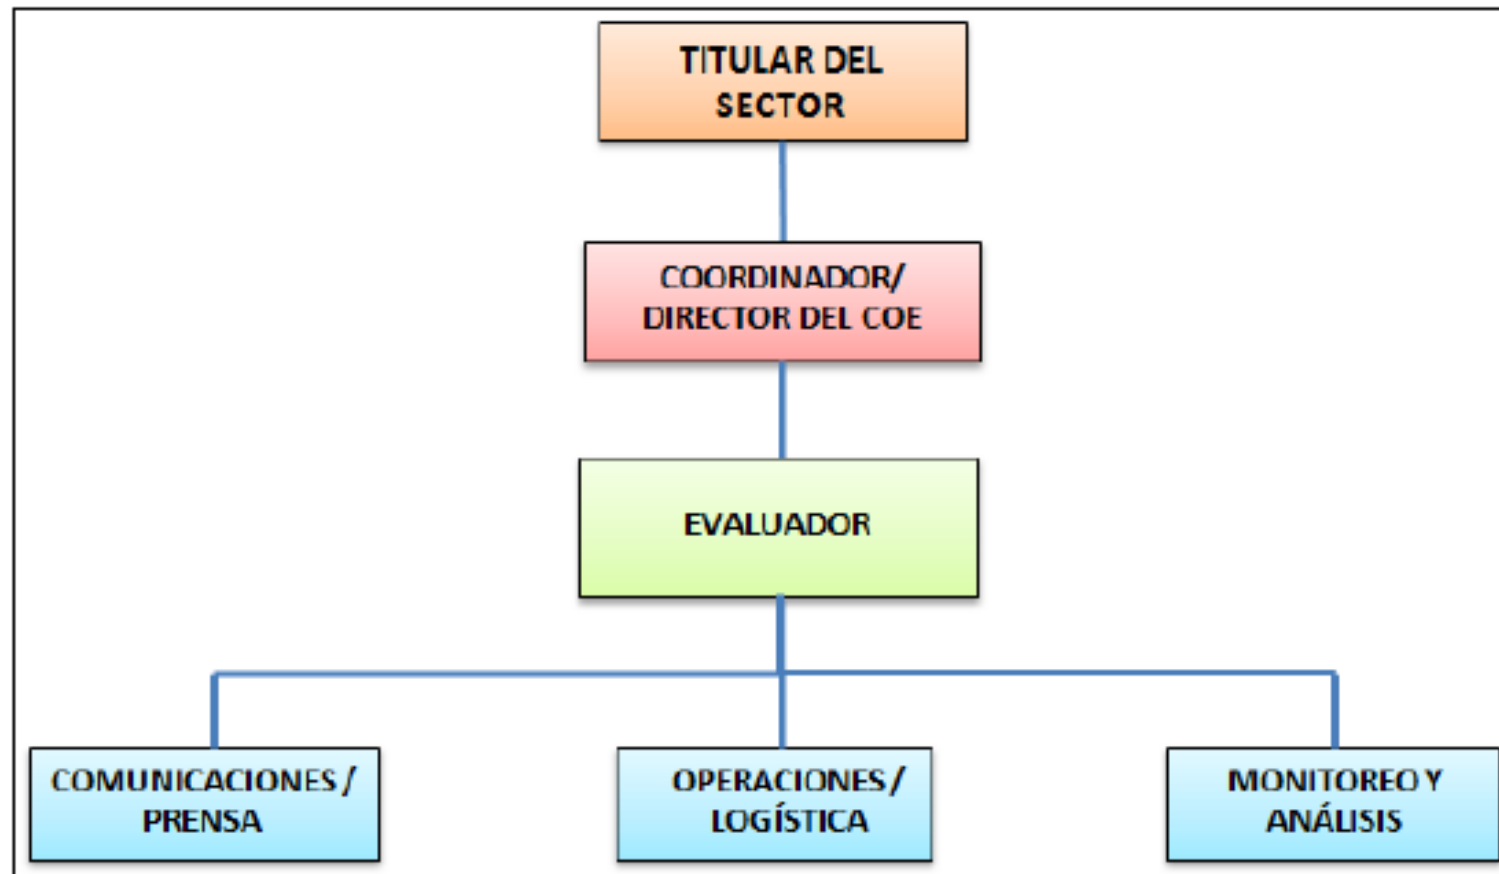 TITULAR DEL
SECTOR
COORDINADOR/
DIRECTOR DEL COE
EVALUADOR
COMUNICACIONES /
PRENSA
OPERACIONES /
LOGÍSTICA
MONITOREO Y
ANÁLISIS